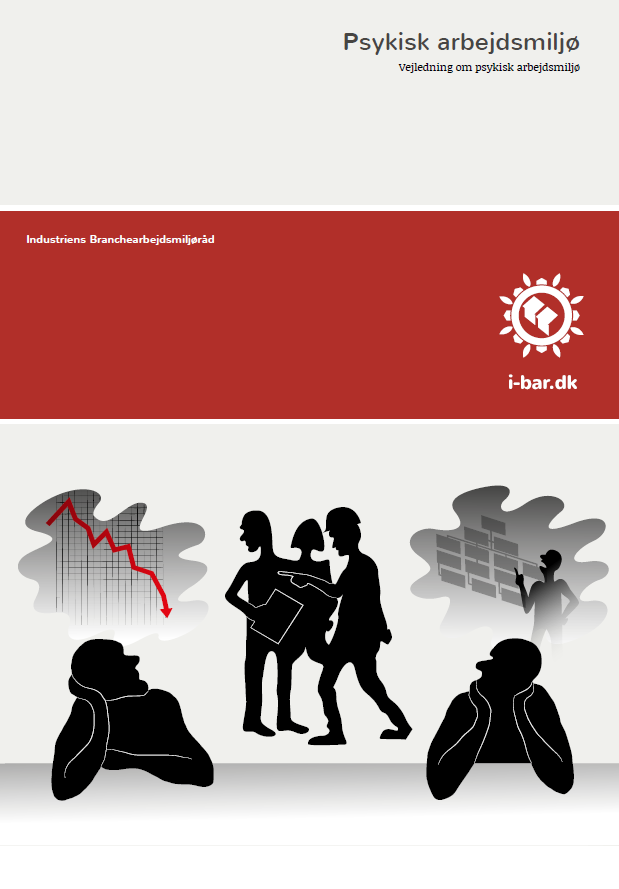 Psykisk arbejdsmiljø
Vejledning om psykisk arbejdsmiljø
Industriens Branchearbejdsmiljøråd
i-bar.dk